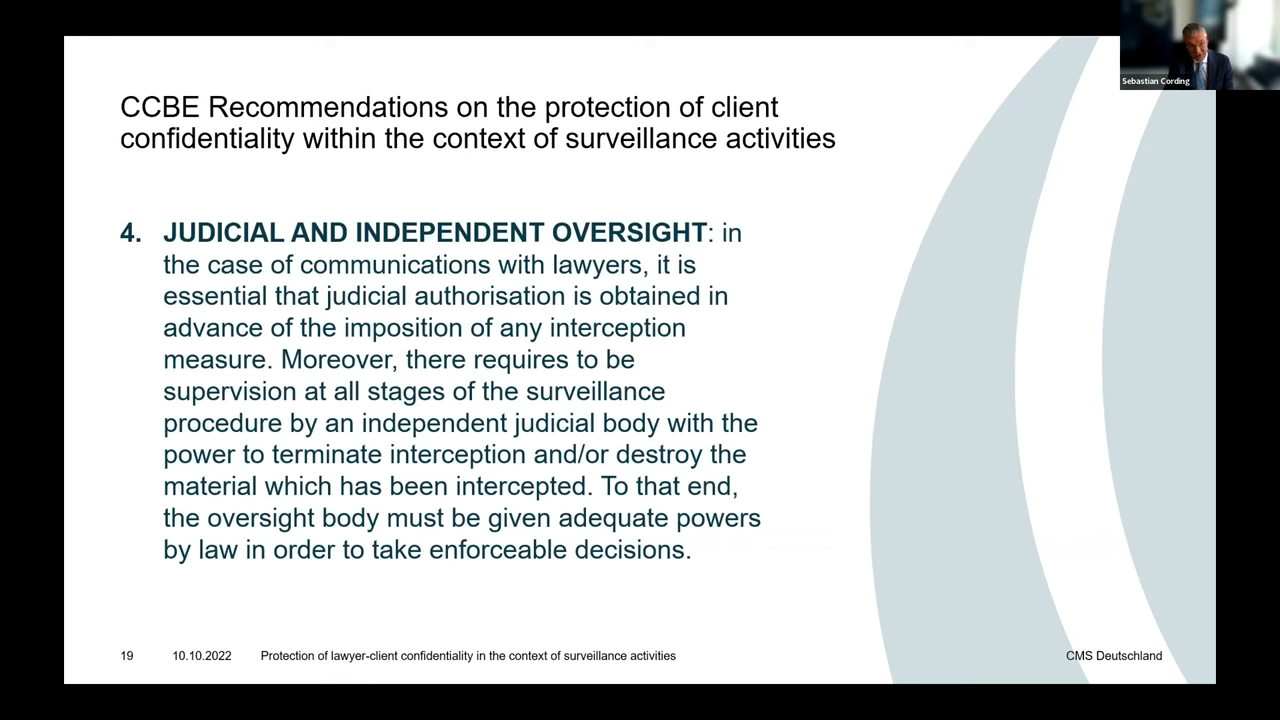 Sebastian Cording
CCBE Recommendations on the protection of client
confidentiality within the context of surveillance activities
4. JUDICIAL AND INDEPENDENT OVERSIGHT: in
the case of communications with lawyers, it is
essential that judicial authorisation is obtained in
advance of the imposition of any interception
measure. Moreover, there requires to be
supervision at all stages of the surveillance
procedure by an independent judicial body with the
power to terminate interception and/or destroy the
material which has been intercepted. To that end,
the oversight body must be given adequate powers
by law in order to take enforceable decisions.
19 10.10.2022 Protection of lawyer-client confidentiality in the context of surveillance activities CMS Deutschland